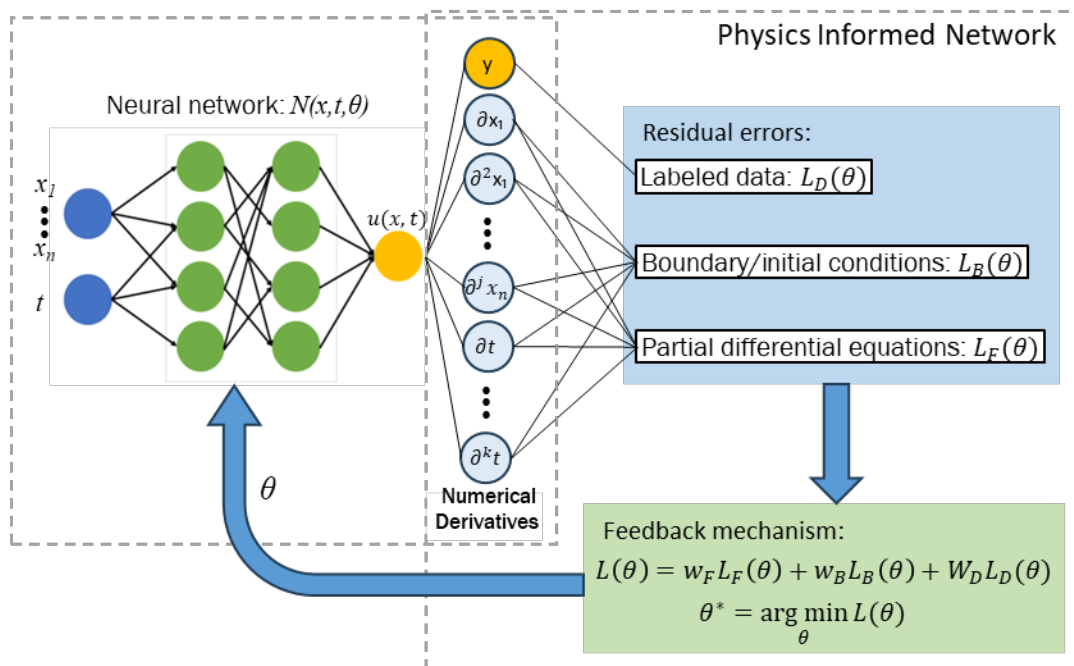 Physics Informed Network
Neural network: N(x,t,θ)
x₁
xₙ
t
u(x, t)
y
∂x₁
∂²x₁
∂ʲxₙ
∂t
∂ᵏt
Numerical
Derivatives
Residual errors:
Labeled data: L_D(θ)
Boundary/initial conditions: L_B(θ)
Partial differential equations: L_F(θ)
θ
Feedback mechanism:
L(θ) = w_F L_F(θ) + w_B L_B(θ) + W_D L_D(θ)
θ* = arg min L(θ)
θ